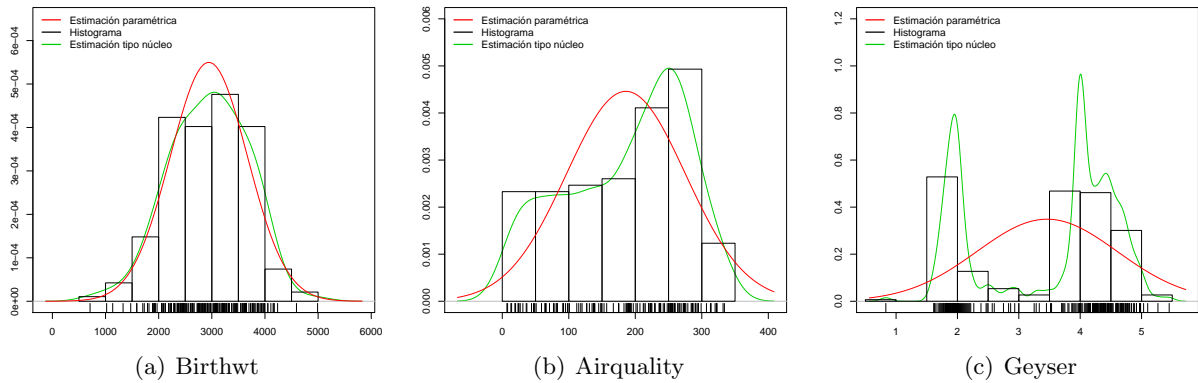 Estimación paramétrica
Histograma
Estimación tipo núcleo
0e+00 1e-04 2e-04 3e-04 4e-04 5e-04 6e-04
0 1000 2000 3000 4000 5000 6000
(a) Birthwt
Estimación paramétrica
Histograma
Estimación tipo núcleo
0.000 0.001 0.002 0.003 0.004 0.005 0.006
0 100 200 300 400
(b) Airquality
Estimación paramétrica
Histograma
Estimación tipo núcleo
0.0 0.2 0.4 0.6 0.8 1.0 1.2
1 2 3 4 5
(c) Geyser